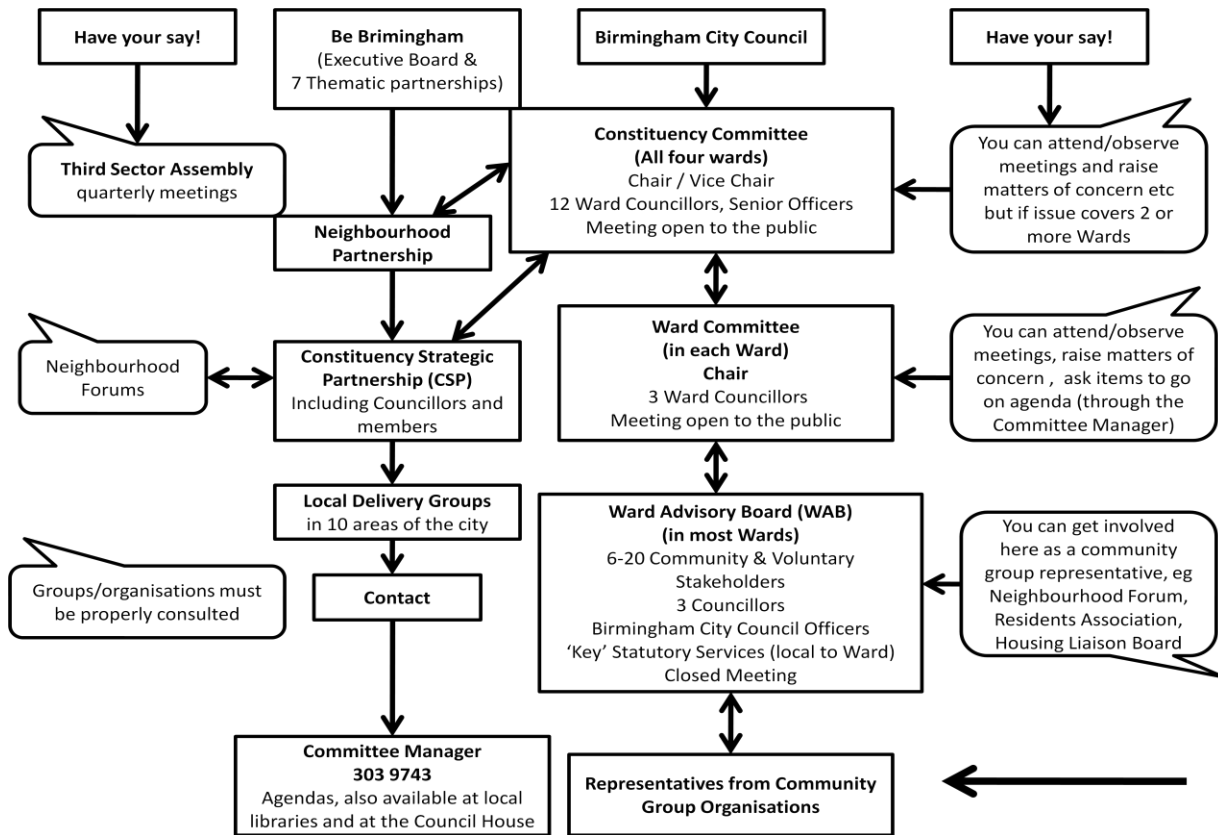 Have your say!
Be Brimingham
(Executive Board &
7 Thematic partnerships)
Birmingham City Council
Have your say!
Third Sector Assembly
quarterly meetings
Constituency Committee
(All four wards)
Chair / Vice Chair
12 Ward Councillors, Senior Officers
Meeting open to the public
You can attend/observe
meetings and raise
matters of concern etc
but if issue covers 2 or
more Wards
Neighbourhood
Partnership
Neighbourhood
Forums
Constituency Strategic
Partnership (CSP)
Including Councillors and
members
Ward Committee
(in each Ward)
Chair
3 Ward Councillors
Meeting open to the public
You can attend/observe
meetings, raise matters of
concern , ask items to go
on agenda (through the
Committee Manager)
Local Delivery Groups
in 10 areas of the city
Ward Advisory Board (WAB)
(in most Wards)
6-20 Community & Voluntary
Stakeholders
3 Councillors
Birmingham City Council Officers
‘Key’ Statutory Services (local to Ward)
Closed Meeting
You can get involved
here as a community
group representative, eg
Neighbourhood Forum,
Residents Association,
Housing Liaison Board
Groups/organisations must
be properly consulted
Contact
Committee Manager
303 9743
Agendas, also available at local
libraries and at the Council House
Representatives from Community
Group Organisations